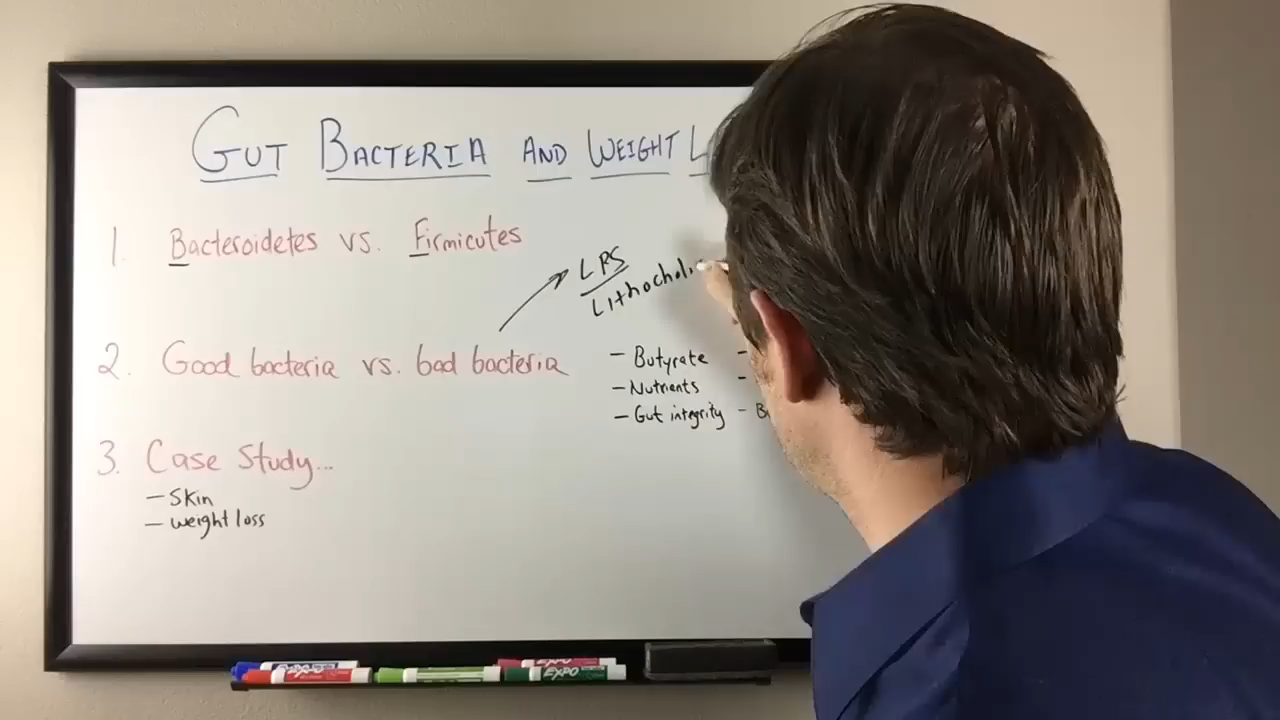 GUT BACTERIA AND WEIGHT L
1. Bacteroidetes vs. Firmicutes
LPS
Lithocholi
2. Good bacteria vs. bad bacteria
- Butyrate -
- Nutrients -
- Gut integrity - B
3. Case Study...
- Skin
- weight loss
EXPO
EXPO